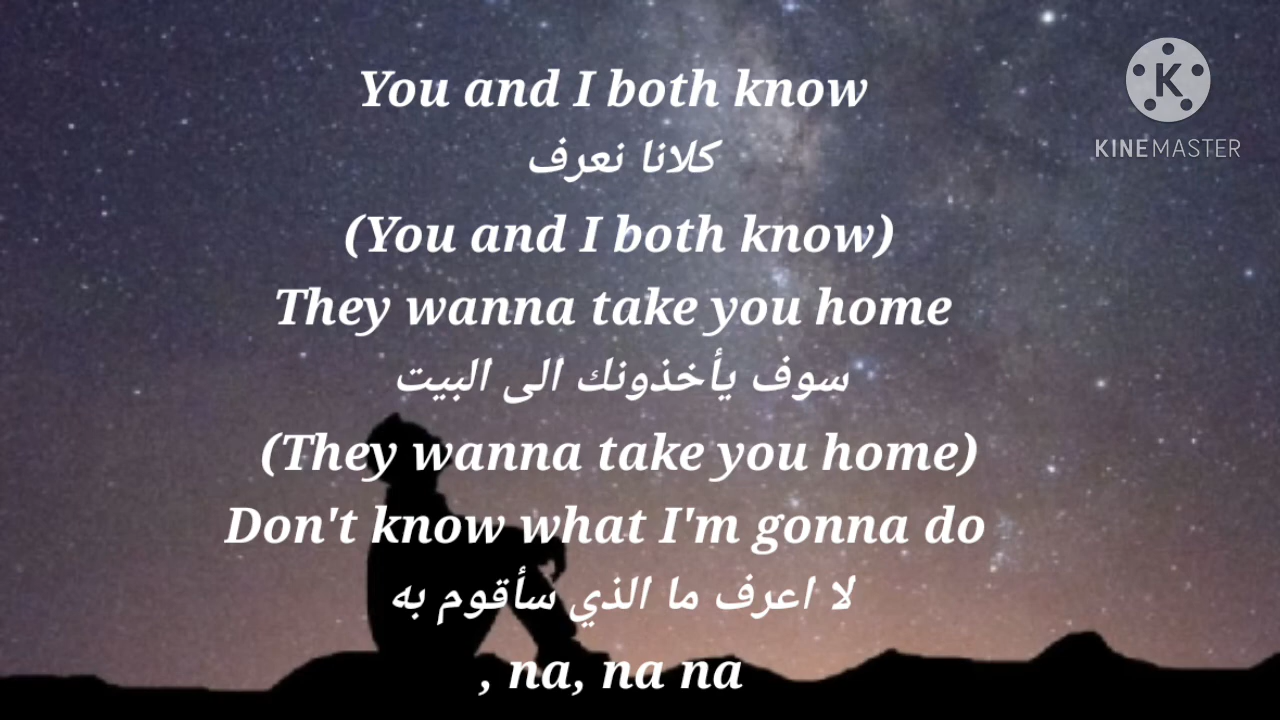 You and I both know
KINEMASTER
كلانا نعرف
(You and I both know)
They wanna take you home
سوف يأخذونك الى البيت
(They wanna take you home)
Don't know what I'm gonna do
لا اعرف ما الذي سأقوم به
, na, na na